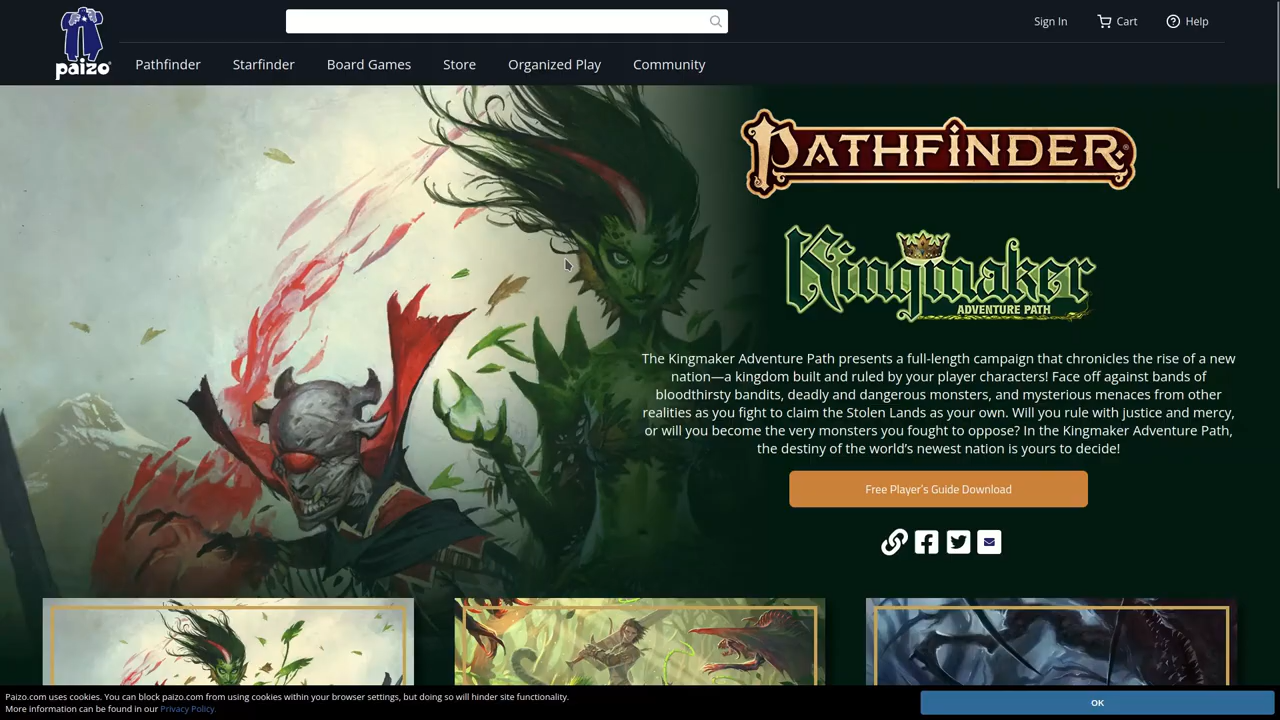 Sign In
Cart
Help
paizo
Pathfinder
Starfinder
Board Games
Store
Organized Play
Community
PATHFINDER®
Kingmaker
ADVENTURE PATH
The Kingmaker Adventure Path presents a full-length campaign that chronicles the rise of a new
nation—a kingdom built and ruled by your player characters! Face off against bands of
bloodthirsty bandits, deadly and dangerous monsters, and mysterious menaces from other
realities as you fight to claim the Stolen Lands as your own. Will you rule with justice and mercy,
or will you become the very monsters you fought to oppose? In the Kingmaker Adventure Path,
the destiny of the world's newest nation is yours to decide!
Free Player's Guide Download
Paizo.com uses cookies. You can block paizo.com from using cookies within your browser settings, but doing so will hinder site functionality.
More information can be found in our Privacy Policy.
OK